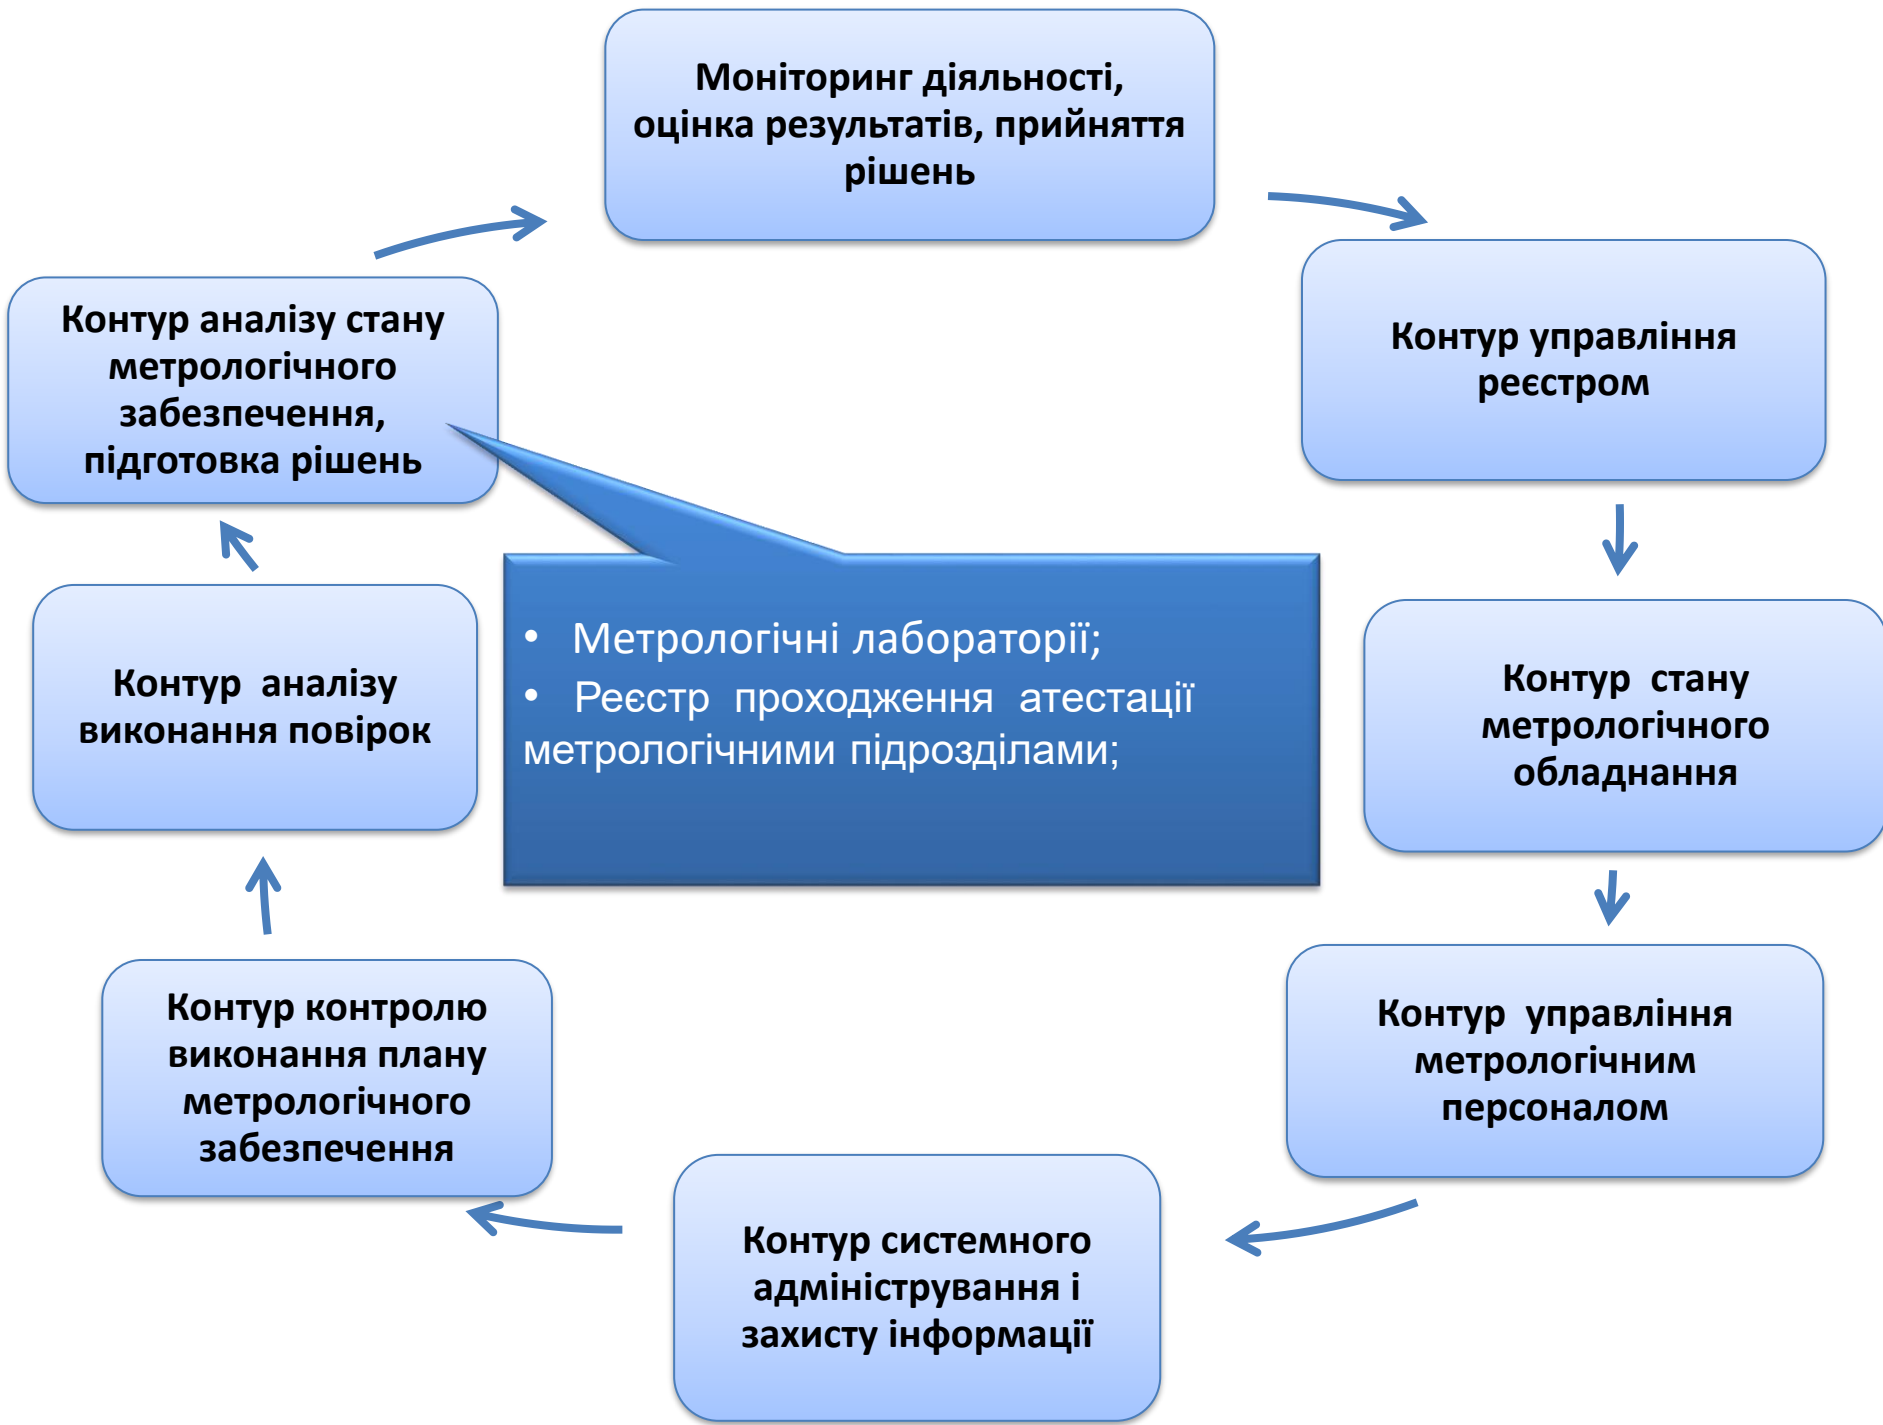 Моніторинг діяльності,
оцінка результатів, прийняття
рішень
Контур управління
реєстром
Контур стану
метрологічного
обладнання
Контур управління
метрологічним
персоналом
Контур системного
адміністрування і
захисту інформації
Контур контролю
виконання плану
метрологічного
забезпечення
Контур аналізу
виконання повірок
Контур аналізу стану
метрологічного
забезпечення,
підготовка рішень
• Метрологічні лабораторії;
• Реєстр проходження атестації
метрологічними підрозділами;